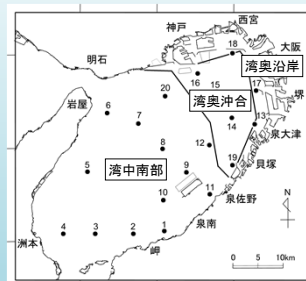 西宮
神戸
大阪
18
湾奥沿岸
明石
16
15
17
堺
20
湾奥沖合
岩屋
6
7
14
13
泉大津
12
8
貝塚
湾中南部
5
9
19
11
泉佐野
10
泉南
4
3
2
1
洲本
岬
N
0
5
10km